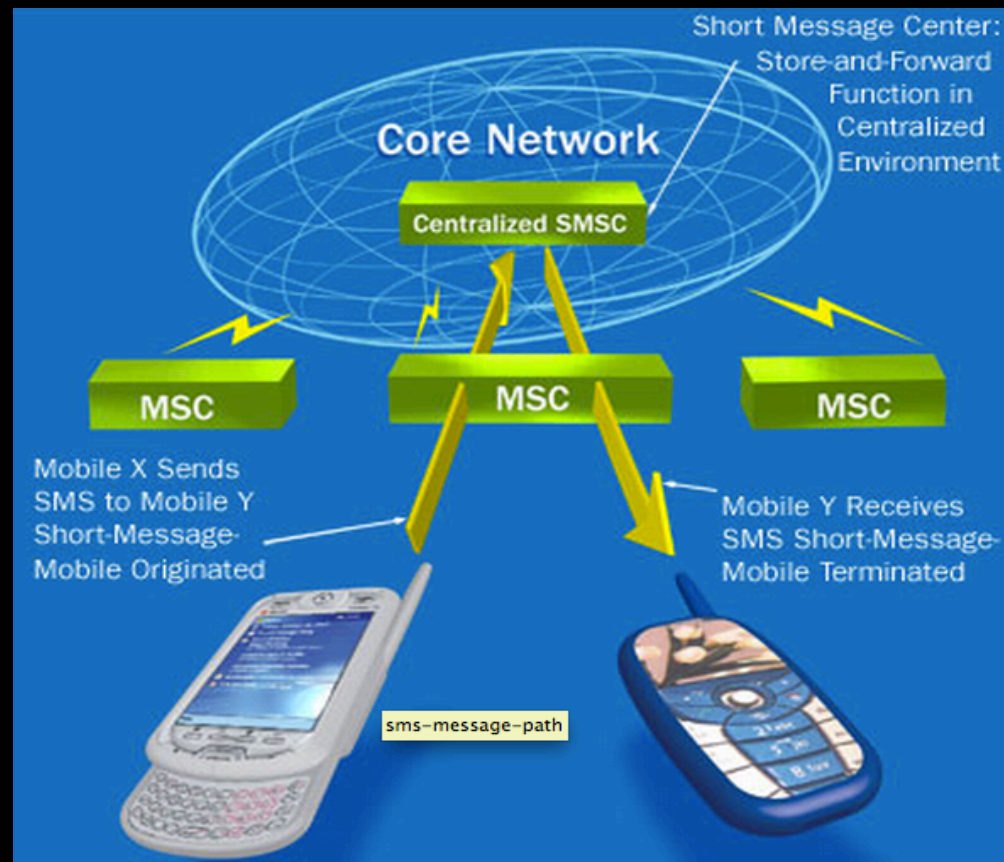 Short Message Center:
Store-and-Forward
Function in
Centralized
Environment
Core Network
Centralized SMSC
MSC
MSC
MSC
Mobile X Sends
SMS to Mobile Y
Short-Message-
Mobile Originated
Mobile Y Receives
SMS Short-Message-
Mobile Terminated
sms-message-path